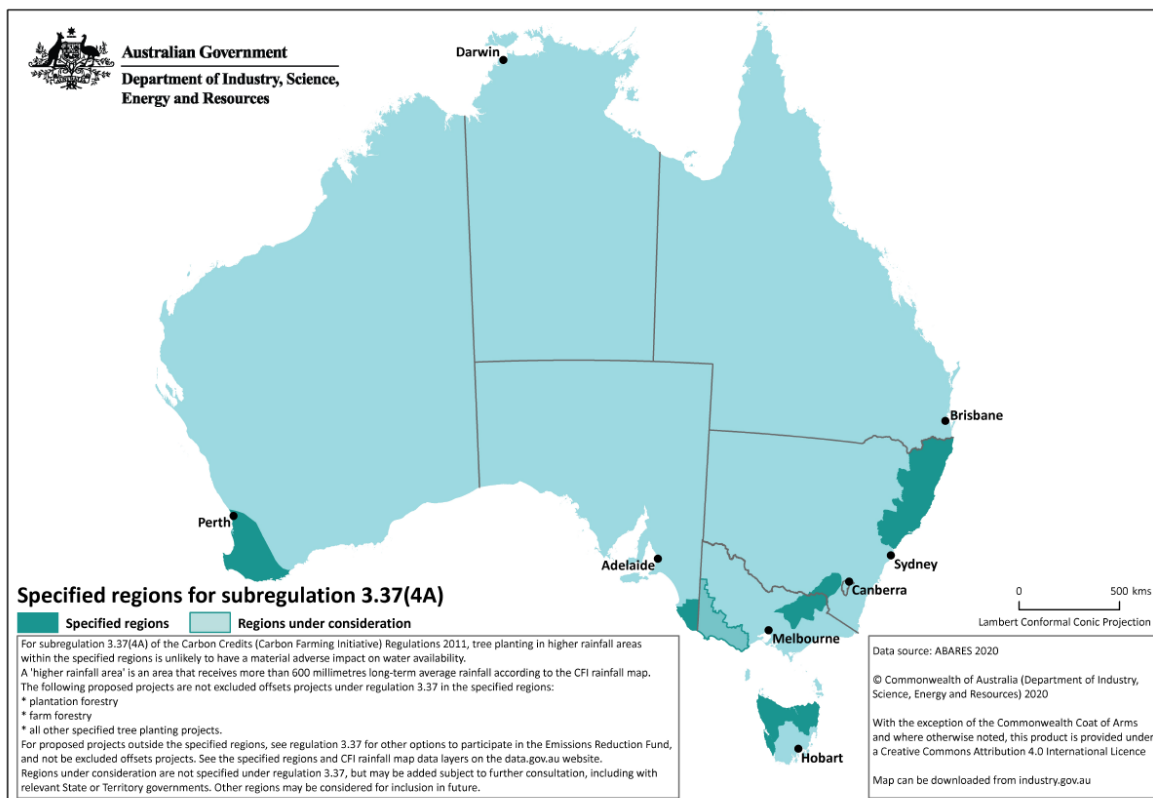 Australian Government
Department of Industry, Science,
Energy and Resources
Darwin
Brisbane
Perth
Adelaide
Sydney
Canberra
Melbourne
Hobart
Specified regions for subregulation 3.37(4A)
Specified regions
Regions under consideration
For subregulation 3.37(4A) of the Carbon Credits (Carbon Farming Initiative) Regulations 2011, tree planting in higher rainfall areas
within the specified regions is unlikely to have a material adverse impact on water availability.
A 'higher rainfall area' is an area that receives more than 600 millimetres long-term average rainfall according to the CFI rainfall map.
The following proposed projects are not excluded offsets projects under regulation 3.37 in the specified regions:
* plantation forestry
* farm forestry
* all other specified tree planting projects.
For proposed projects outside the specified regions, see regulation 3.37 for other options to participate in the Emissions Reduction Fund,
and not be excluded offsets projects. See the specified regions and CFI rainfall map data layers on the data.gov.au website.
Regions under consideration are not specified under regulation 3.37, but may be added subject to further consultation, including with
relevant State or Territory governments. Other regions may be considered for inclusion in future.
0 500 kms
Lambert Conformal Conic Projection
Data source: ABARES 2020
© Commonwealth of Australia (Department of Industry,
Science, Energy and Resources) 2020
With the exception of the Commonwealth Coat of Arms
and where otherwise noted, this product is provided under
a Creative Commons Attribution 4.0 International Licence
Map can be downloaded from industry.gov.au